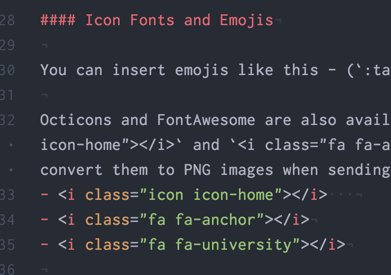 28 #### Icon Fonts and Emojis¬
29 ¬
30 You can insert emojis like this - (`:ta
31 ¬
32 Octicons and FontAwesome are also avail
• icon-home"></i>` and `<i class="fa fa-a
• convert them to PNG images when sending
33 - <i class="icon icon-home"></i>····¬
34 - <i class="fa fa-anchor"></i>¬
35 - <i class="fa fa-university"></i>¬
36 ¬